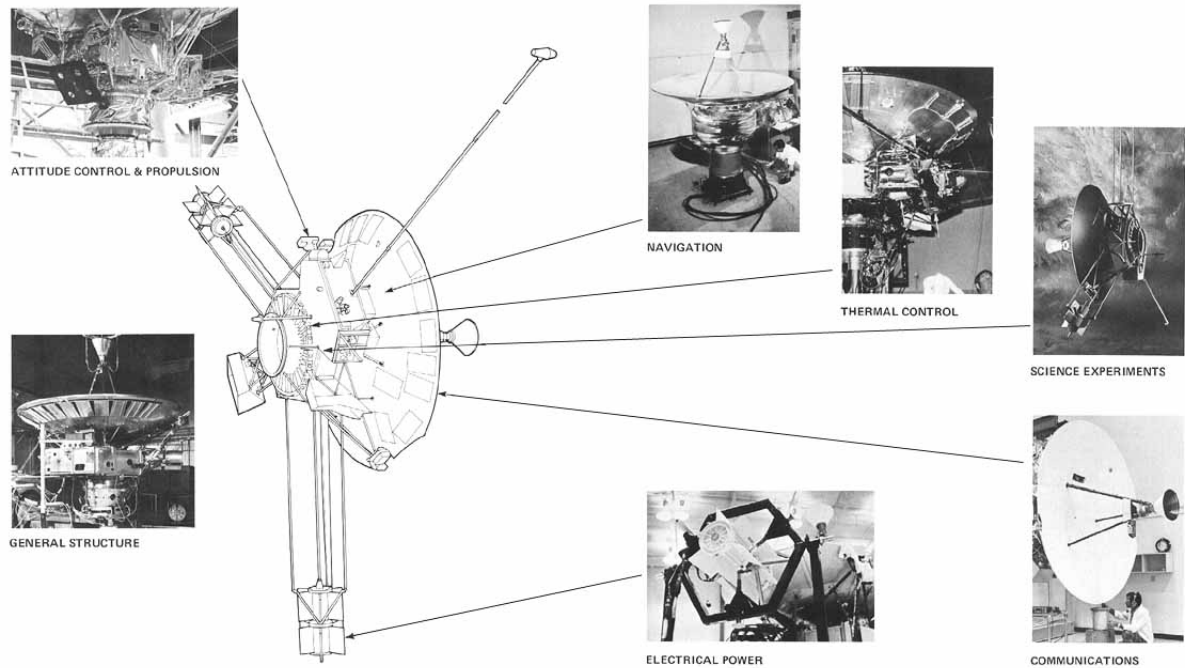 ATTITUDE CONTROL & PROPULSION
NAVIGATION
THERMAL CONTROL
SCIENCE EXPERIMENTS
GENERAL STRUCTURE
ELECTRICAL POWER
COMMUNICATIONS